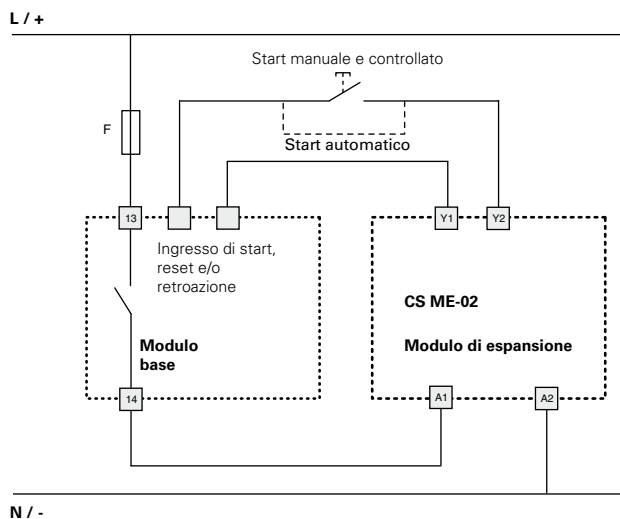 L / +
Start manuale e controllato
F
Start automatico
13
Y1
Y2
Ingresso di start,
reset e/o
retroazione
CS ME-02
Modulo
base
Modulo di espansione
14
A1
A2
N / -